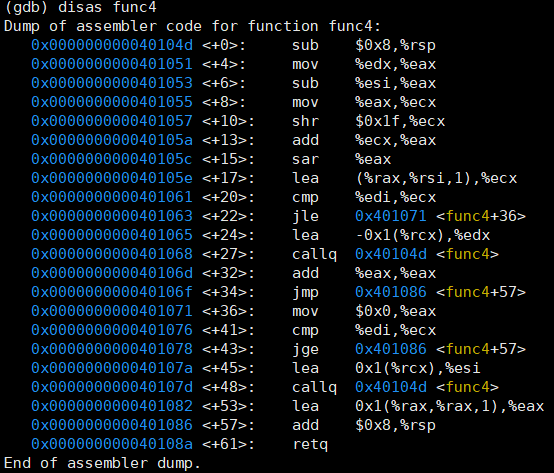 (gdb) disas func4
Dump of assembler code for function func4:
   0x000000000040104d <+0>:     sub    $0x8,%rsp
   0x0000000000401051 <+4>:     mov    %edx,%eax
   0x0000000000401053 <+6>:     sub    %esi,%eax
   0x0000000000401055 <+8>:     mov    %eax,%ecx
   0x0000000000401057 <+10>:    shr    $0x1f,%ecx
   0x000000000040105a <+13>:    add    %ecx,%eax
   0x000000000040105c <+15>:    sar    %eax
   0x000000000040105e <+17>:    lea    (%rax,%rsi,1),%ecx
   0x0000000000401061 <+20>:    cmp    %edi,%ecx
   0x0000000000401063 <+22>:    jle    0x401071 <func4+36>
   0x0000000000401065 <+24>:    lea    -0x1(%rcx),%edx
   0x0000000000401068 <+27>:    callq  0x40104d <func4>
   0x000000000040106d <+32>:    add    %eax,%eax
   0x000000000040106f <+34>:    jmp    0x401086 <func4+57>
   0x0000000000401071 <+36>:    mov    $0x0,%eax
   0x0000000000401076 <+41>:    cmp    %edi,%ecx
   0x0000000000401078 <+43>:    jge    0x401086 <func4+57>
   0x000000000040107a <+45>:    lea    0x1(%rcx),%esi
   0x000000000040107d <+48>:    callq  0x40104d <func4>
   0x0000000000401082 <+53>:    lea    0x1(%rax,%rax,1),%eax
   0x0000000000401086 <+57>:    add    $0x8,%rsp
   0x000000000040108a <+61>:    retq
End of assembler dump.